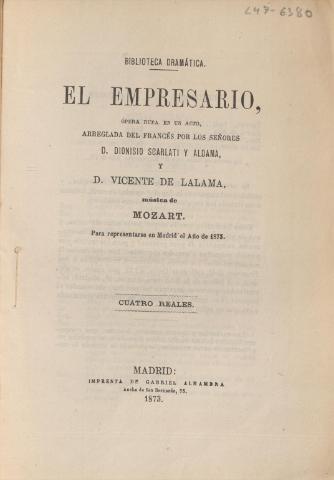 L47-6380
BIBLIOTECA DRAMÁTICA.
EL EMPRESARIO,
ÓPERA BUFA EN UN ACTO,
ARREGLADA DEL FRANCÉS POR LOS SEÑORES
D. DIONISIO SCARLATI Y ALDAMA,
Y
D. VICENTE DE LALAMA,
música de
MOZART.
Para representarse en Madrid el Año de 1873.
CUATRO REALES.
MADRID:
IMPRENTA DE GABRIEL ALHAMBRA
Ancha de San Bernardo, 73.
1873.